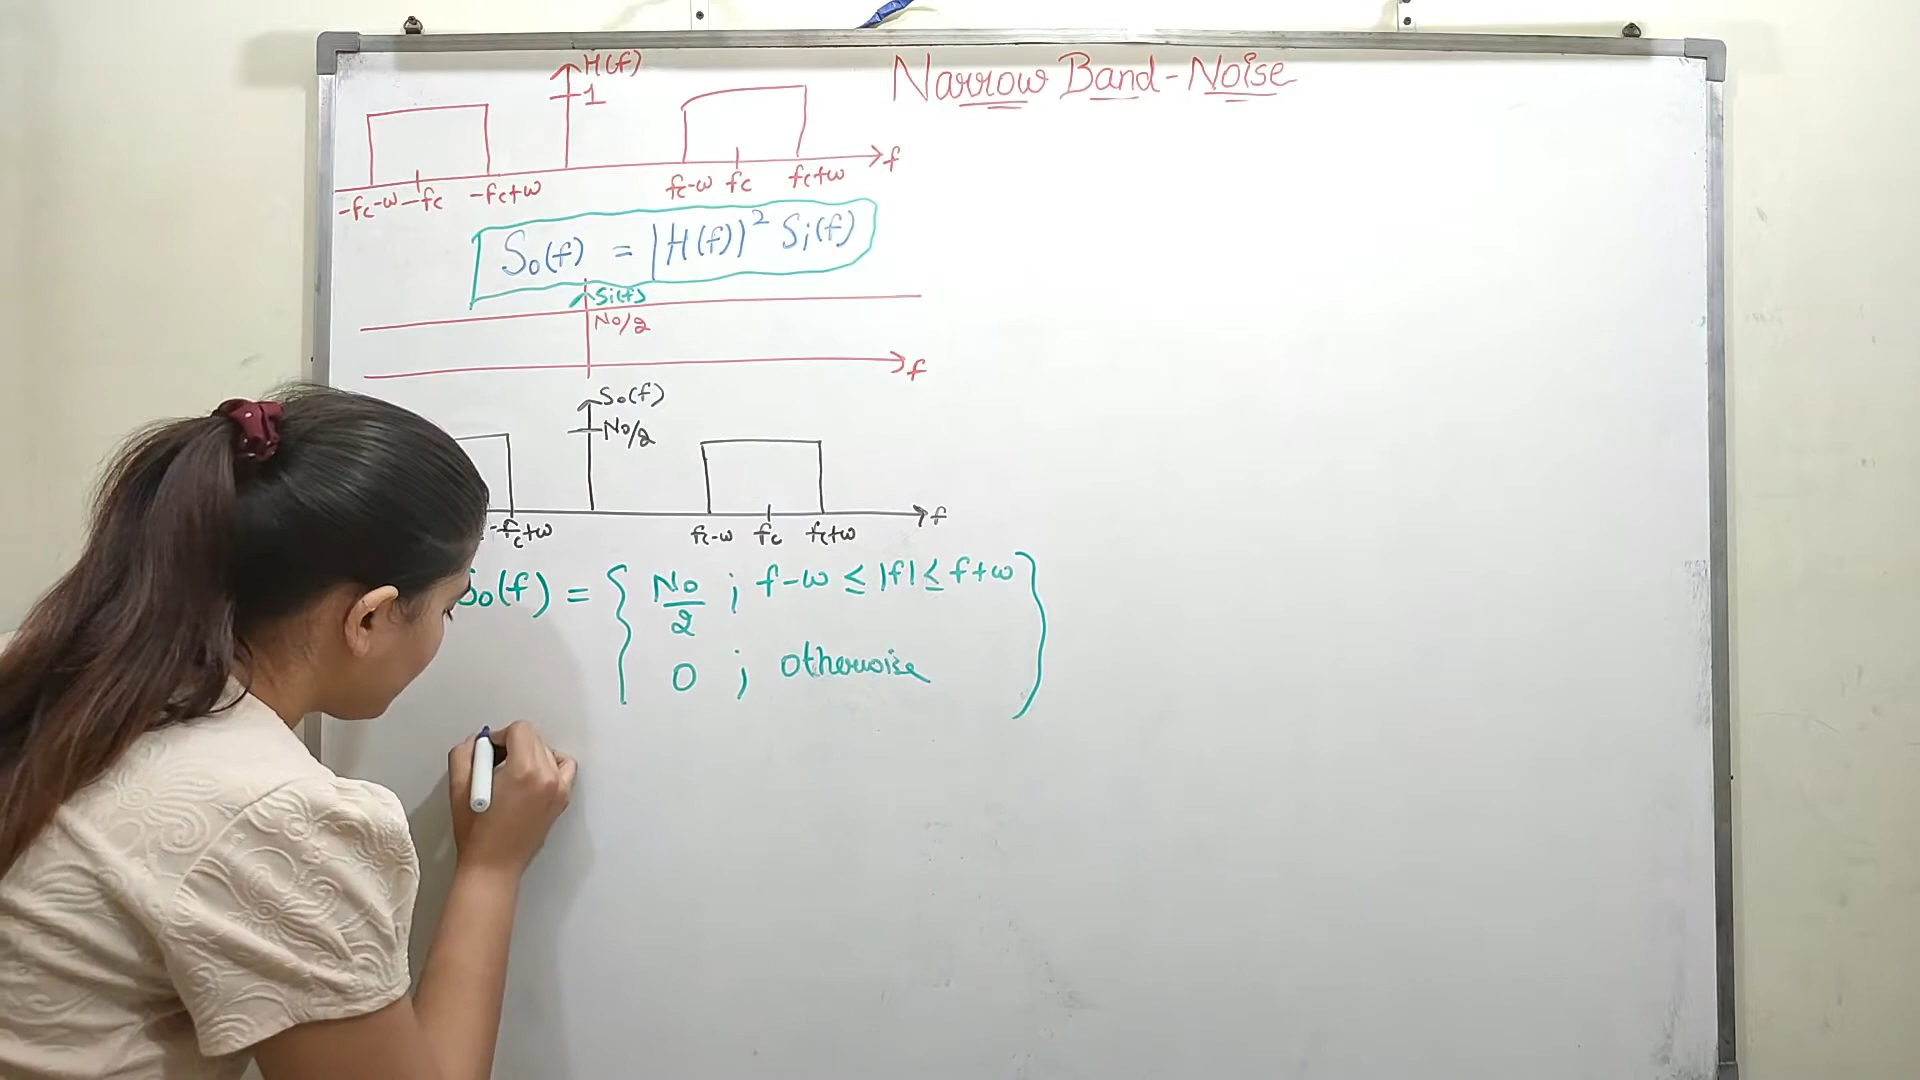 Narrow Band-Noise
H(f)
1
f
-fc-w -fc -fc+w fc-w fc fc+w
So(f) = |H(f)|² Si(f)
Si(f)
No/2
f
So(f)
No/2
f
-fc+w fc-w fc fc+w
So(f) = { No/2 ; f-w ≤ |f| ≤ f+w
0 ; otherwise }